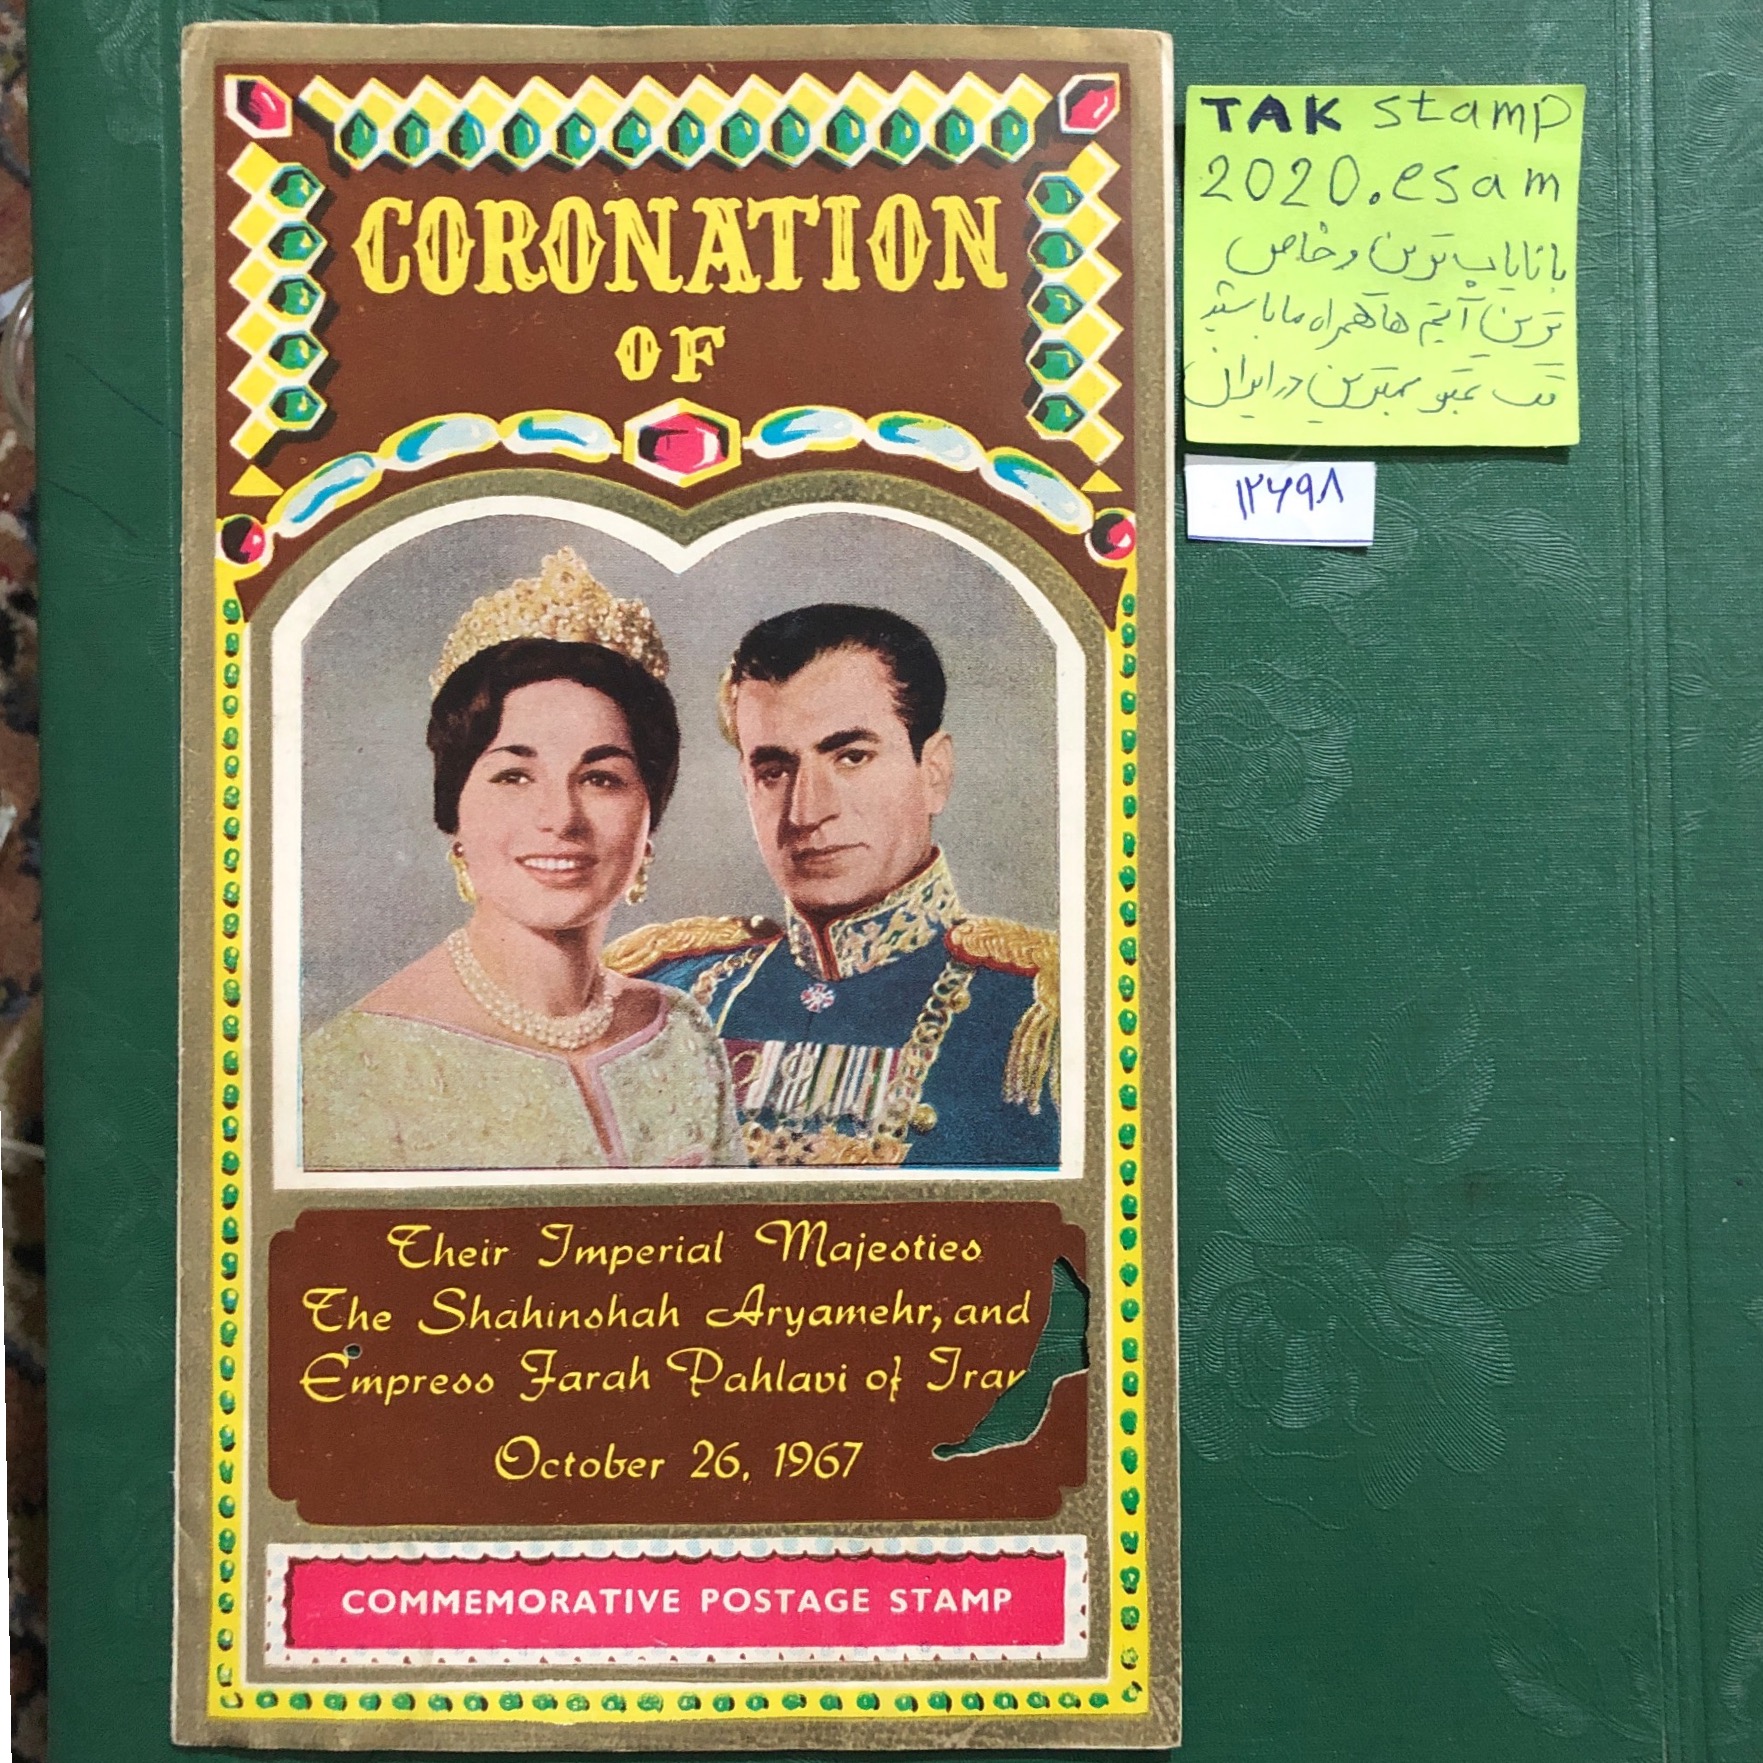 CORONATION
OF
Their Imperial Majesties
The Shahinshah Aryamehr, and
Empress Farah Pahlavi of Iran
October 26, 1967
COMMEMORATIVE POSTAGE STAMP
TAK stamp
2020.esam
با نایاب ترین و خاص
ترین آیتم ها همراه ما باشید
تک تمبر بهترین در ایران
۱۲۶۹۸